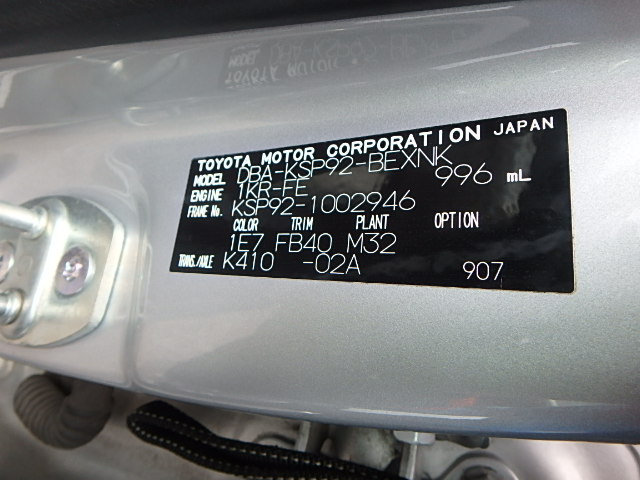 TOYOTA MOTOR CORPORATION JAPAN
MODEL DBA-KSP92-BEXNK
ENGINE 1KR-FE 996 mL
FRAME No. KSP92-1002946
COLOR TRIM PLANT OPTION
1E7 FB40 M32
TRANS./AXLE K410 -02A 907